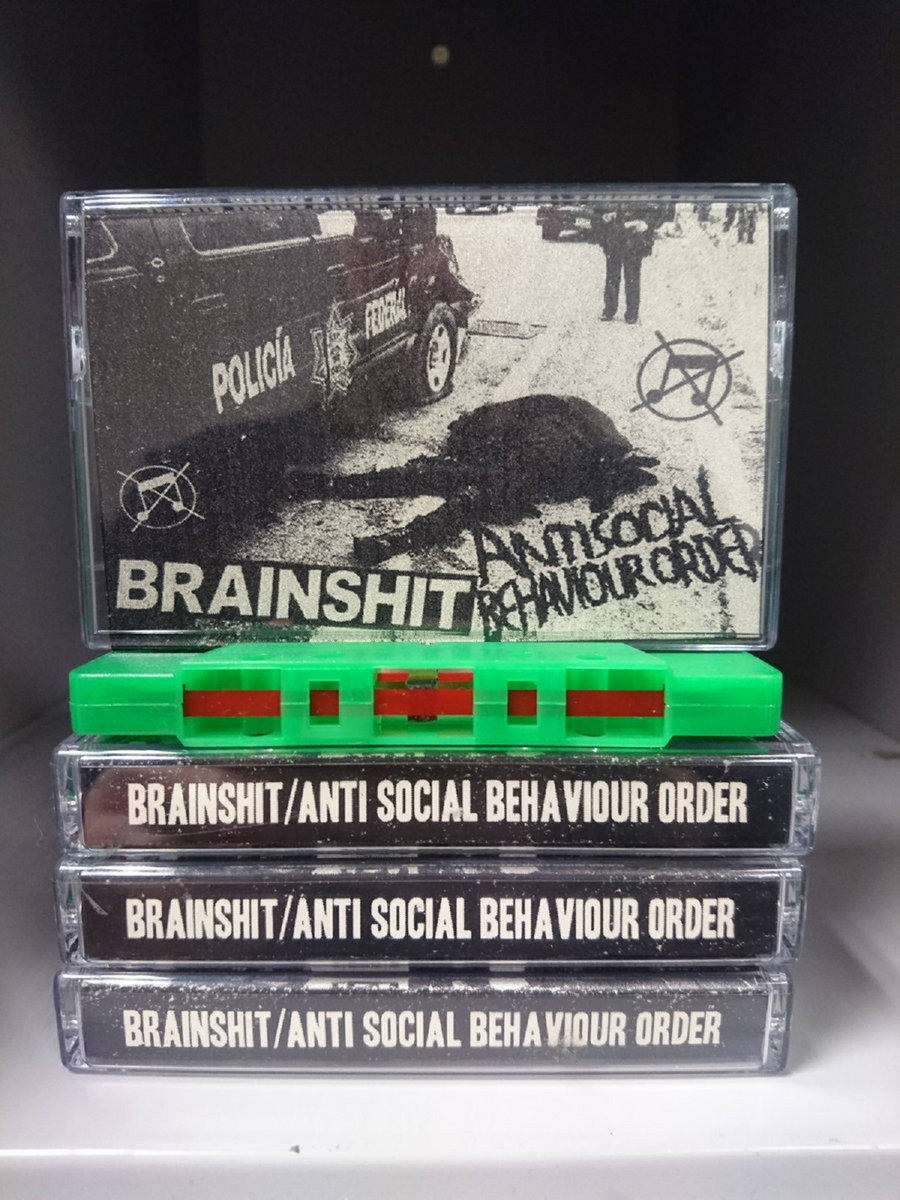 POLICÍA FEDERAL
BRAINSHIT
ANTISOCIAL
BEHAVIOUR ORDER
BRAINSHIT/ANTI SOCIAL BEHAVIOUR ORDER
BRAINSHIT/ANTI SOCIAL BEHAVIOUR ORDER
BRAINSHIT/ANTI SOCIAL BEHAVIOUR ORDER